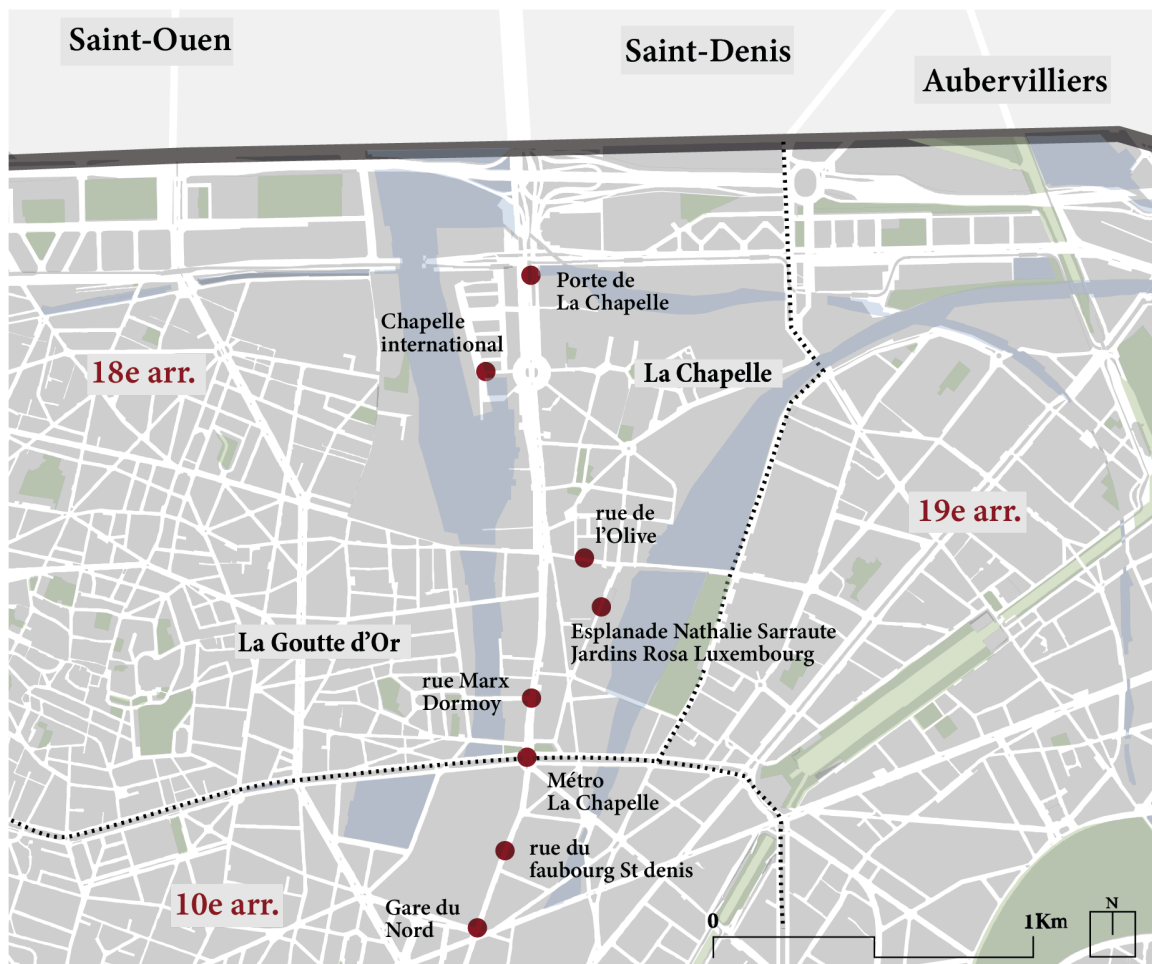 Saint-Ouen
Saint-Denis
Aubervilliers
Porte de
La Chapelle
Chapelle
international
18e arr.
La Chapelle
rue de
l'Olive
19e arr.
Esplanade Nathalie Sarraute
Jardins Rosa Luxembourg
La Goutte d'Or
rue Marx
Dormoy
Métro
La Chapelle
rue du
faubourg St denis
10e arr.
Gare du
Nord
0
1Km
N